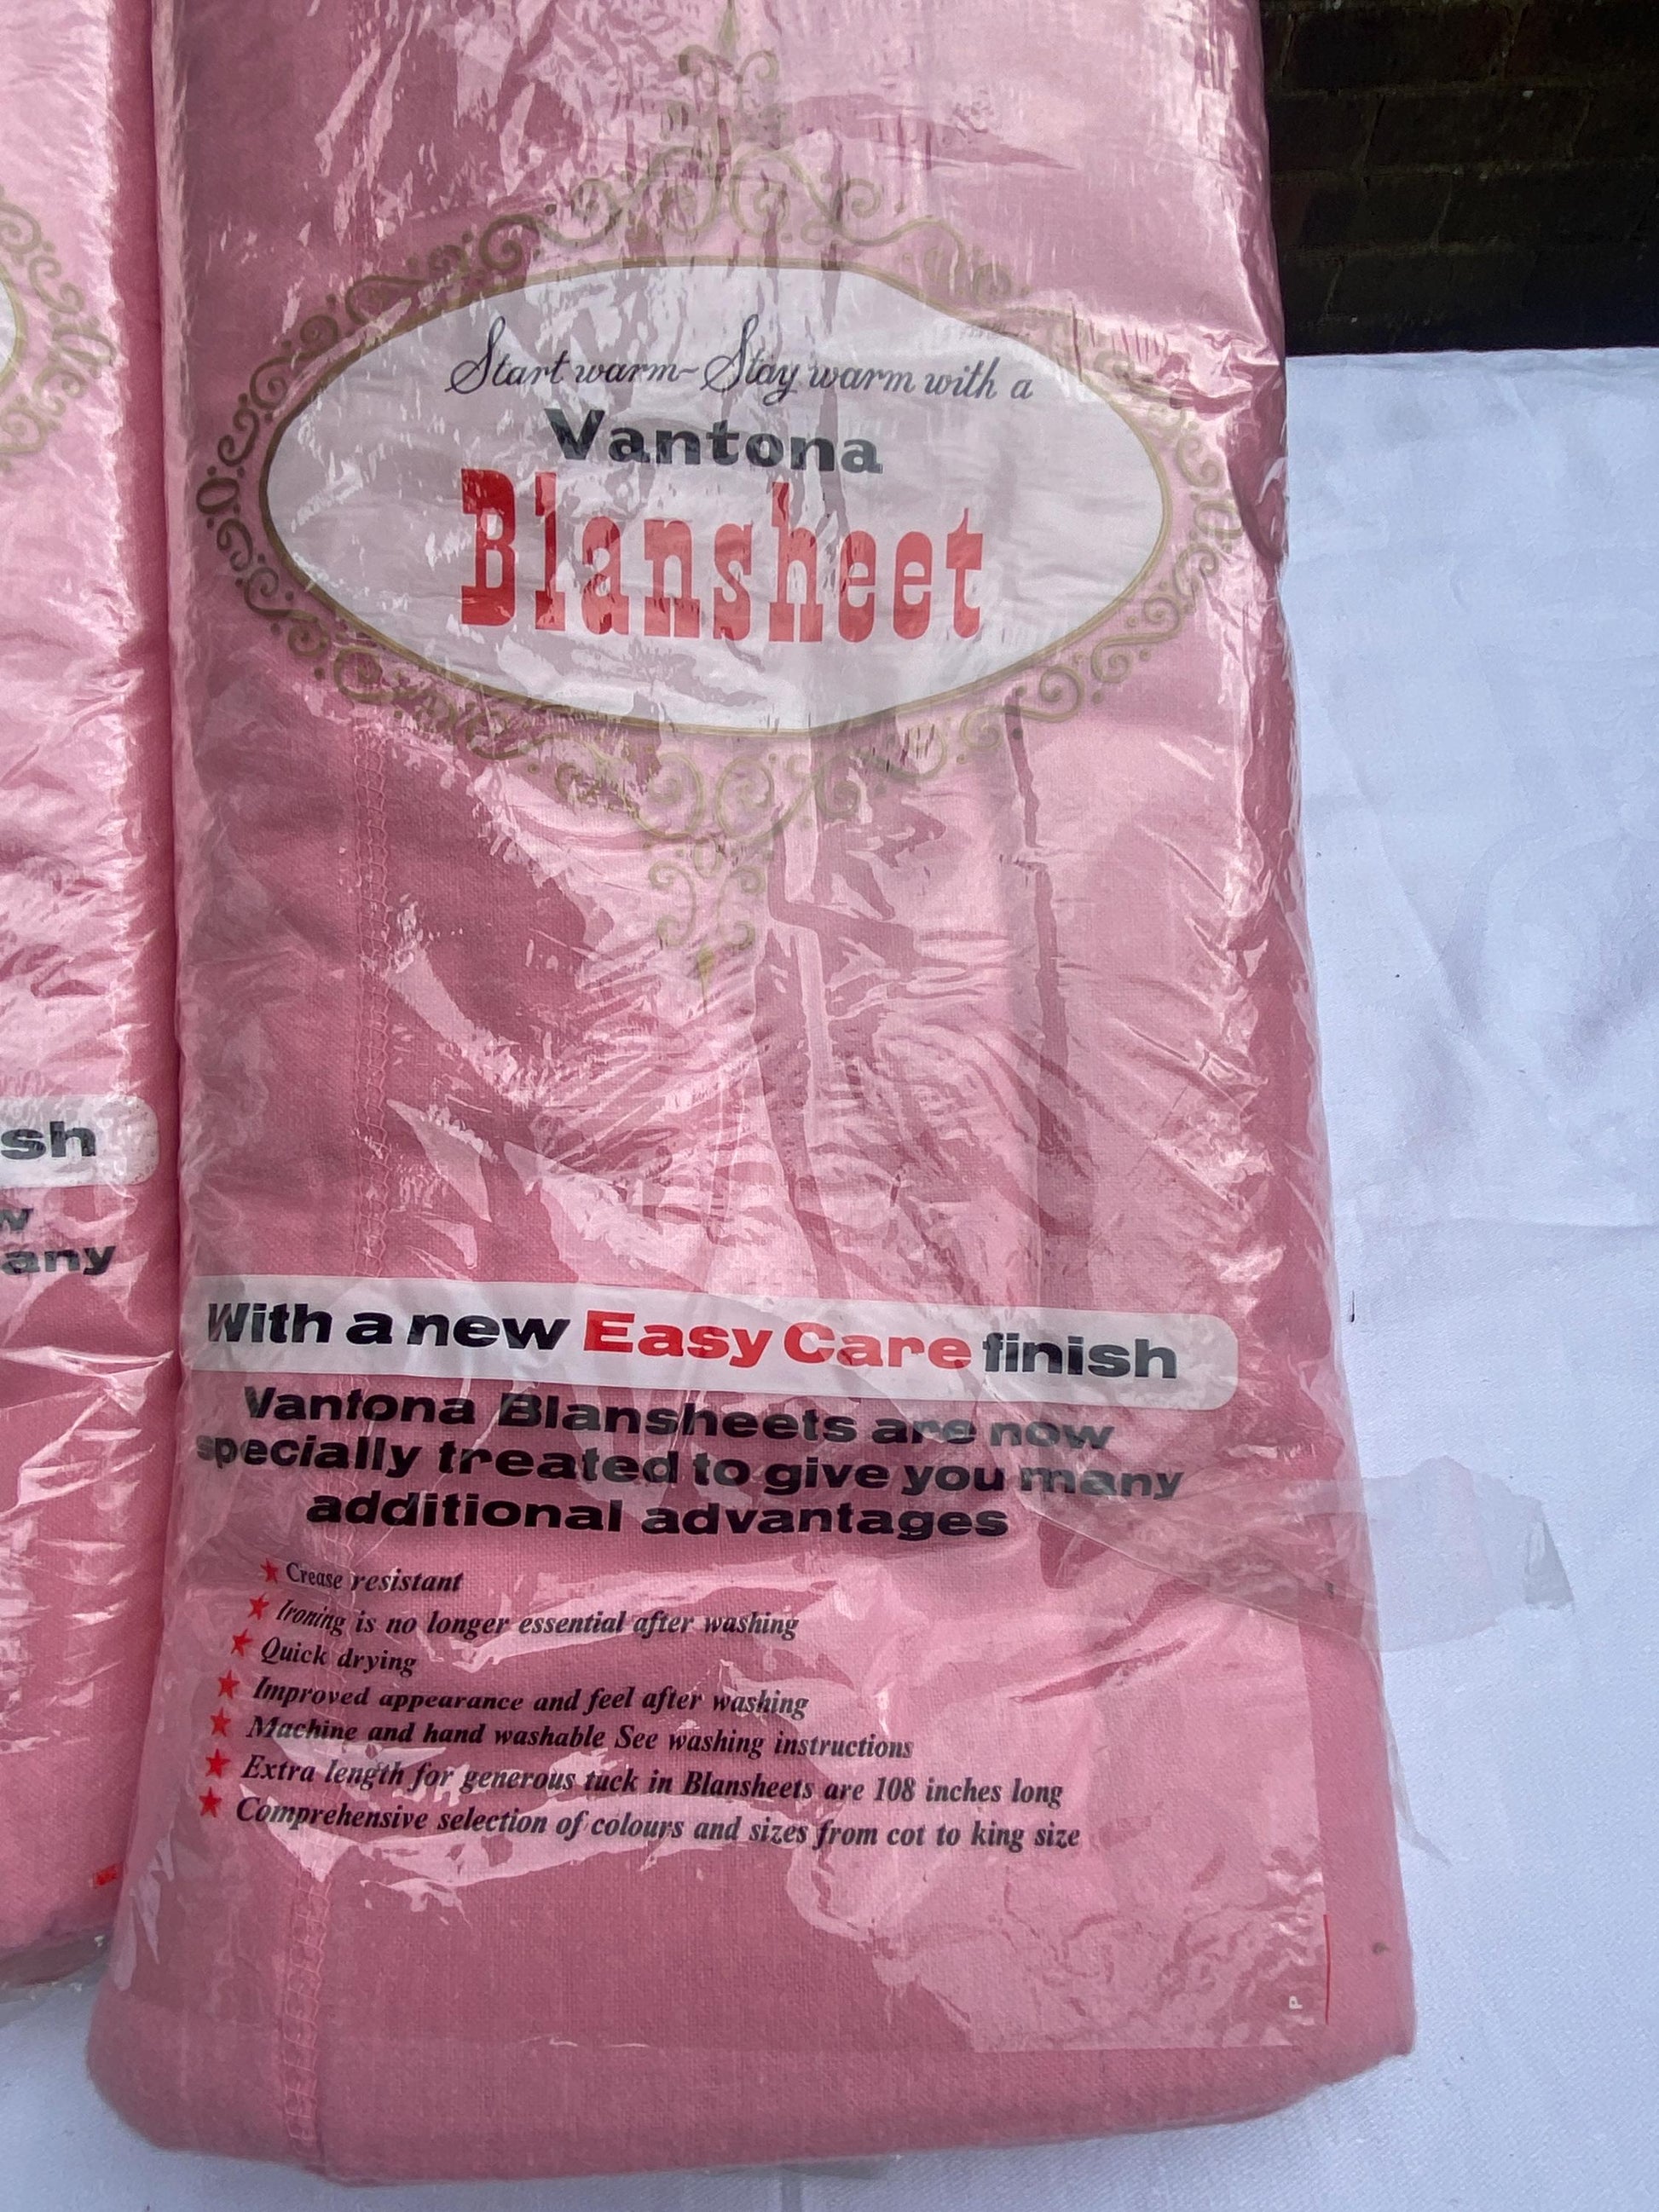 Start warm~Stay warm with a
Vantona
Blansheet
sh
w
any
With a new Easy Care finish
Vantona Blansheets are now
specially treated to give you many
additional advantages
★ Crease resistant
★ Ironing is no longer essential after washing
★ Quick drying
★ Improved appearance and feel after washing
★ Machine and hand washable See washing instructions
★ Extra length for generous tuck in Blansheets are 108 inches long
★ Comprehensive selection of colours and sizes from cot to king size
P